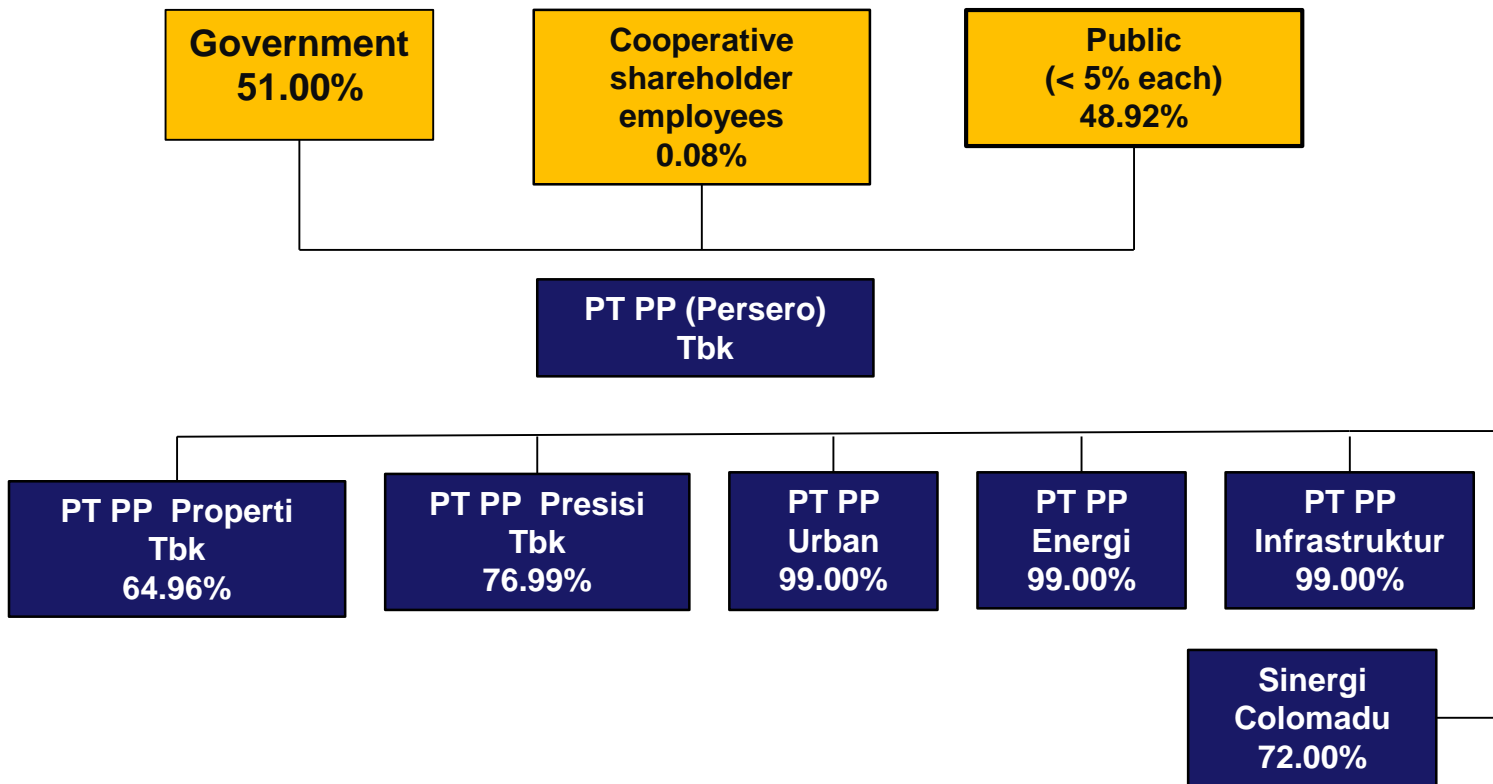 Government
51.00%
Cooperative
shareholder
employees
0.08%
Public
(< 5% each)
48.92%
PT PP (Persero)
Tbk
PT PP  Properti
Tbk
64.96%
PT PP  Presisi
Tbk
76.99%
PT PP
Urban
99.00%
PT PP
Energi
99.00%
PT PP
Infrastruktur
99.00%
Sinergi
Colomadu
72.00%